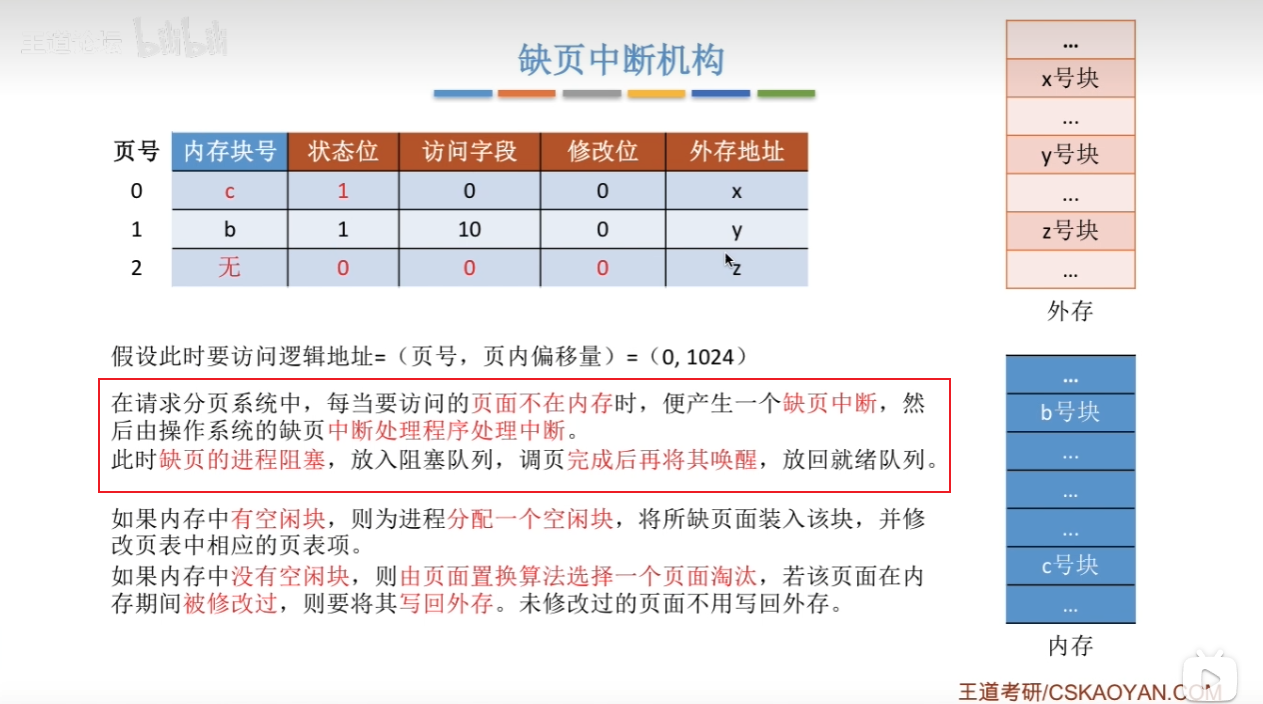 王道论坛 bilibili
缺页中断机构
页号 内存块号 状态位 访问字段 修改位 外存地址
0 c 1 0 0 x
1 b 1 10 0 y
2 无 0 0 0 z
假设此时要访问逻辑地址=（页号，页内偏移量）=（0, 1024）
在请求分页系统中，每当要访问的页面不在内存时，便产生一个缺页中断，然
后由操作系统的缺页中断处理程序处理中断。
此时缺页的进程阻塞，放入阻塞队列，调页完成后再将其唤醒，放回就绪队列。
如果内存中有空闲块，则为进程分配一个空闲块，将所缺页面装入该块，并修
改页表中相应的页表项。
如果内存中没有空闲块，则由页面置换算法选择一个页面淘汰，若该页面在内
存期间被修改过，则要将其写回外存。未修改过的页面不用写回外存。
...
x号块
...
y号块
...
z号块
...
外存
...
b号块
...
...
...
c号块
...
内存
王道考研/CSKAOYAN.COM